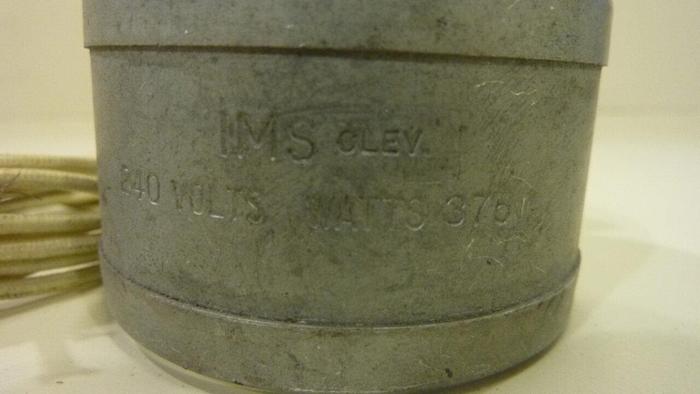 IMS CLEV.
240 VOLTS WATTS 375